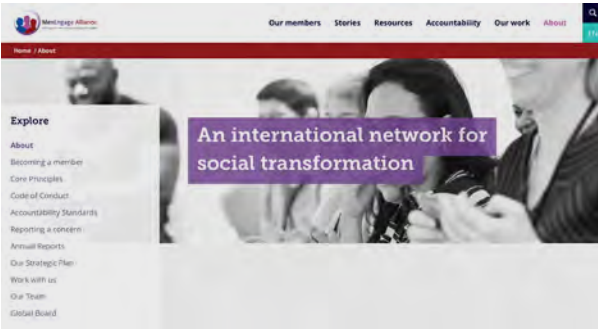 MenEngage Alliance
Our members Stories Resources Accountability Our work About
Home / About
An international network for
social transformation
Explore
About
Becoming a member
Core Principles
Code of Conduct
Accountability Standards
Reporting a concern
Annual Reports
Our Strategic Plan
Work with us
Our Team
Global Board